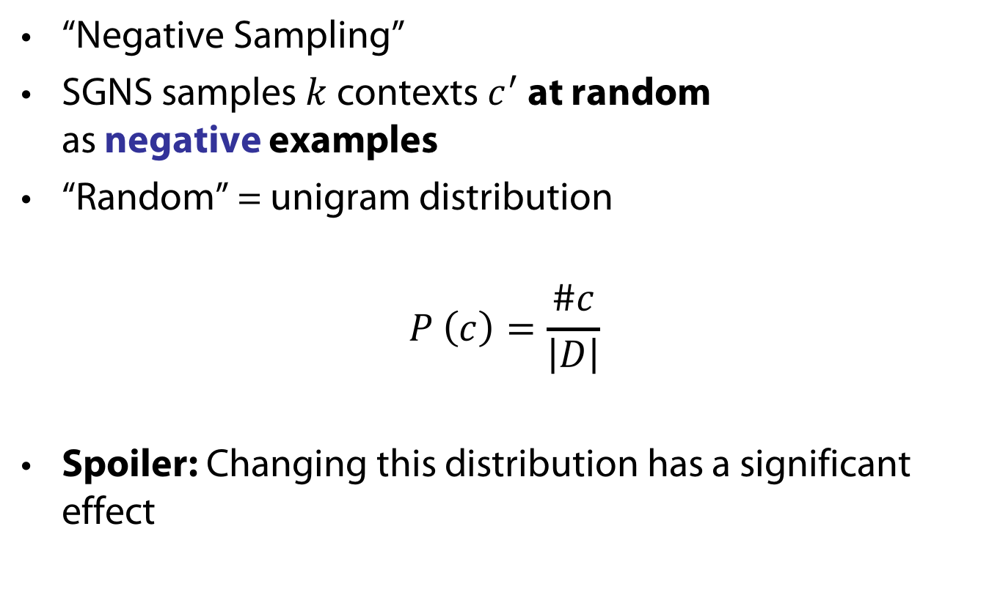 • “Negative Sampling”
• SGNS samples k contexts c′ at random
as negative examples
• “Random” = unigram distribution
P (c) = #c / |D|
• Spoiler: Changing this distribution has a significant
effect